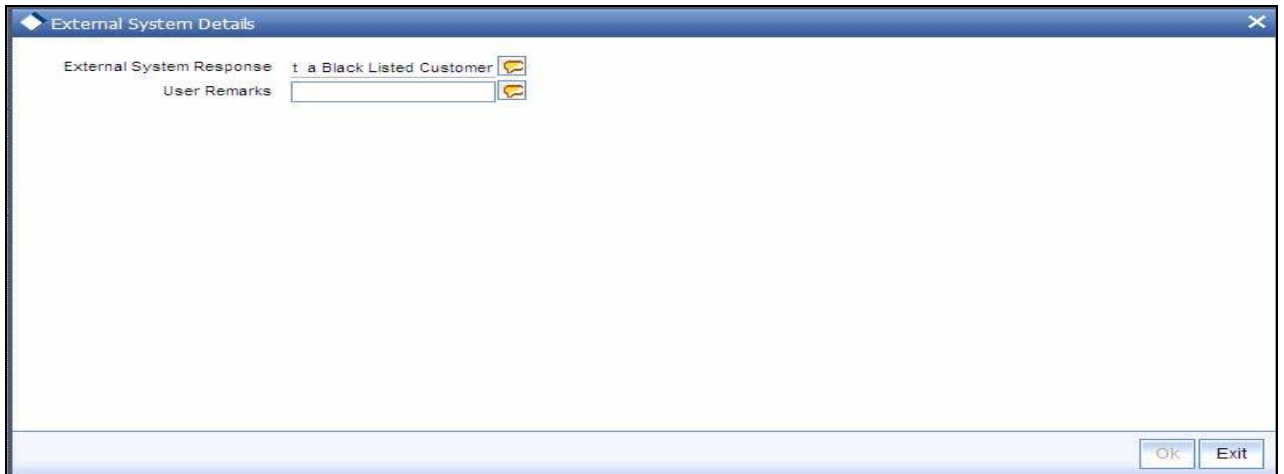 External System Details
External System Response t a Black Listed Customer
User Remarks
Ok Exit